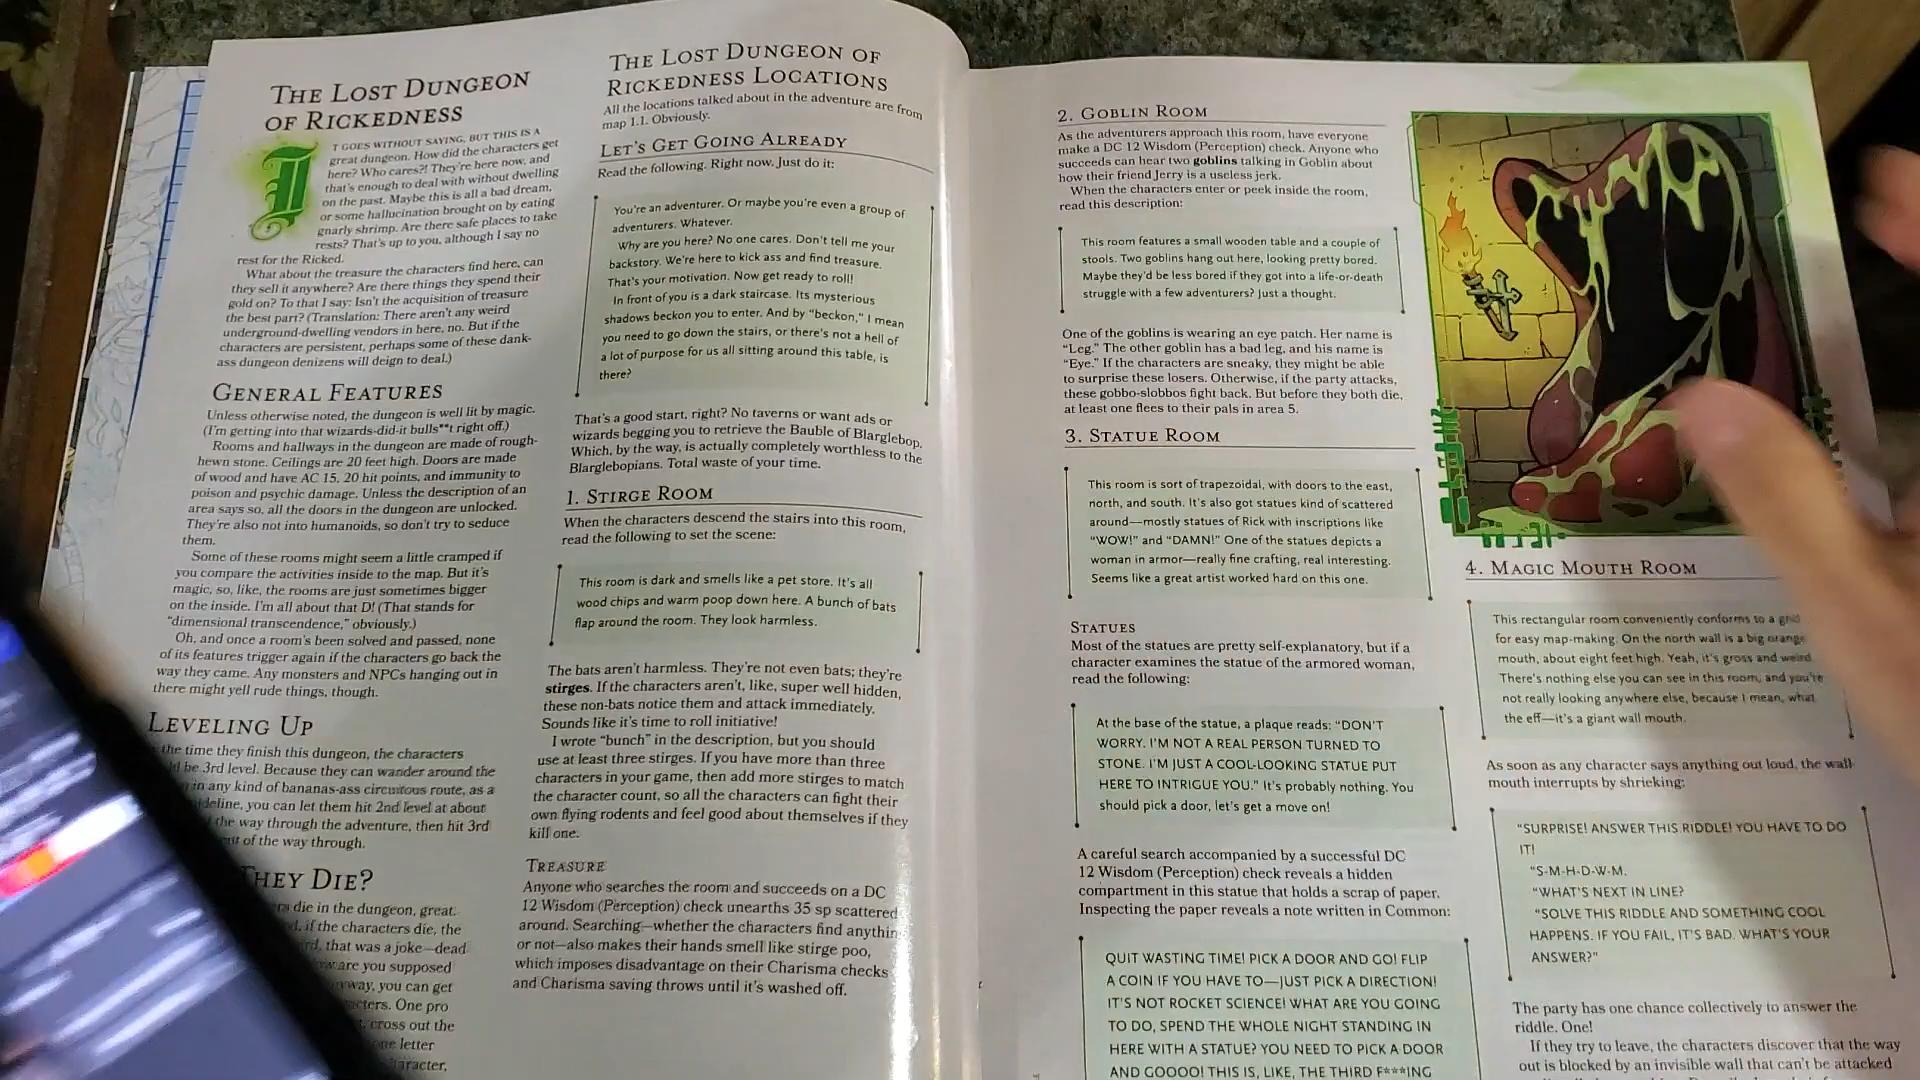 THE LOST DUNGEON
OF RICKEDNESS
IT GOES WITHOUT SAYING, BUT THIS IS A
great dungeon. How did the characters get
here? Who cares?! They're here now, and
that's enough to deal with without dwelling
on the past. Maybe this is all a bad dream,
or some hallucination brought on by eating
gnarly shrimp. Are there safe places to take
rests? That's up to you, although I say no
rest for the Ricked.
What about the treasure the characters find here, can
they sell it anywhere? Are there things they spend their
gold on? To that I say: Isn't the acquisition of treasure
the best part? (Translation: There aren't any weird
underground-dwelling vendors in here, no. But if the
characters are persistent, perhaps some of these dank-
ass dungeon denizens will deign to deal.)
GENERAL FEATURES
Unless otherwise noted, the dungeon is well lit by magic.
(I'm getting into that wizards-did-it bulls**t right off.)
Rooms and hallways in the dungeon are made of rough-
hewn stone. Ceilings are 20 feet high. Doors are made
of wood and have AC 15, 20 hit points, and immunity to
poison and psychic damage. Unless the description of an
area says so, all the doors in the dungeon are unlocked.
They're also not into humanoids, so don't try to seduce
them.
Some of these rooms might seem a little cramped if
you compare the activities inside to the map. But it's
magic, so, like, the rooms are just sometimes bigger
on the inside. I'm all about that D! (That stands for
"dimensional transcendence," obviously.)
Oh, and once a room's been solved and passed, none
of its features trigger again if the characters go back the
way they came. Any monsters and NPCs hanging out in
there might yell rude things, though.
LEVELING UP
the time they finish this dungeon, the characters
be 3rd level. Because they can wander around the
in any kind of bananas-ass circuitous route, as a
you can let them hit 2nd level at about
the way through the adventure, then hit 3rd
of the way through.
THEY DIE?
die in the dungeon, great.
if the characters die, the
that was a joke—dead
are you supposed
you can get
One pro
cross out the
letter
THE LOST DUNGEON OF
RICKEDNESS LOCATIONS
All the locations talked about in the adventure are from
map 1.1. Obviously.
LET'S GET GOING ALREADY
Read the following. Right now. Just do it:
You're an adventurer. Or maybe you're even a group of
adventurers. Whatever.
Why are you here? No one cares. Don't tell me your
backstory. We're here to kick ass and find treasure.
That's your motivation. Now get ready to roll!
In front of you is a dark staircase. Its mysterious
shadows beckon you to enter. And by "beckon," I mean
you need to go down the stairs, or there's not a hell of
a lot of purpose for us all sitting around this table, is
there?
That's a good start, right? No taverns or want ads or
wizards begging you to retrieve the Bauble of Blarglebop.
Which, by the way, is actually completely worthless to the
Blarglebopians. Total waste of your time.
1. STIRGE ROOM
When the characters descend the stairs into this room,
read the following to set the scene:
This room is dark and smells like a pet store. It's all
wood chips and warm poop down here. A bunch of bats
flap around the room. They look harmless.
The bats aren't harmless. They're not even bats; they're
stirges. If the characters aren't, like, super well hidden,
these non-bats notice them and attack immediately.
Sounds like it's time to roll initiative!
I wrote "bunch" in the description, but you should
use at least three stirges. If you have more than three
characters in your game, then add more stirges to match
the character count, so all the characters can fight their
own flying rodents and feel good about themselves if they
kill one.
TREASURE
Anyone who searches the room and succeeds on a DC
12 Wisdom (Perception) check unearths 35 sp scattered
around. Searching—whether the characters find anything
or not—also makes their hands smell like stirge poo,
which imposes disadvantage on their Charisma checks
and Charisma saving throws until it's washed off.
2. GOBLIN ROOM
As the adventurers approach this room, have everyone
make a DC 12 Wisdom (Perception) check. Anyone who
succeeds can hear two goblins talking in Goblin about
how their friend Jerry is a useless jerk.
When the characters enter or peek inside the room,
read this description:
This room features a small wooden table and a couple of
stools. Two goblins hang out here, looking pretty bored.
Maybe they'd be less bored if they got into a life-or-death
struggle with a few adventurers? Just a thought.
One of the goblins is wearing an eye patch. Her name is
"Leg." The other goblin has a bad leg, and his name is
"Eye." If the characters are sneaky, they might be able
to surprise these losers. Otherwise, if the party attacks,
these gobbo-slobbos fight back. But before they both die,
at least one flees to their pals in area 5.
3. STATUE ROOM
This room is sort of trapezoidal, with doors to the east,
north, and south. It's also got statues kind of scattered
around—mostly statues of Rick with inscriptions like
"WOW!" and "DAMN!" One of the statues depicts a
woman in armor—really fine crafting, real interesting.
Seems like a great artist worked hard on this one.
STATUES
Most of the statues are pretty self-explanatory, but if a
character examines the statue of the armored woman,
read the following:
At the base of the statue, a plaque reads: "DON'T
WORRY. I'M NOT A REAL PERSON TURNED TO
STONE. I'M JUST A COOL-LOOKING STATUE PUT
HERE TO INTRIGUE YOU." It's probably nothing. You
should pick a door, let's get a move on!
A careful search accompanied by a successful DC
12 Wisdom (Perception) check reveals a hidden
compartment in this statue that holds a scrap of paper.
Inspecting the paper reveals a note written in Common:
QUIT WASTING TIME! PICK A DOOR AND GO! FLIP
A COIN IF YOU HAVE TO—JUST PICK A DIRECTION!
IT'S NOT ROCKET SCIENCE! WHAT ARE YOU GOING
TO DO, SPEND THE WHOLE NIGHT STANDING IN
HERE WITH A STATUE? YOU NEED TO PICK A DOOR
AND GOOOO! THIS IS, LIKE, THE THIRD F***ING
4. MAGIC MOUTH ROOM
This rectangular room conveniently conforms to a grid
for easy map-making. On the north wall is a big orange
mouth, about eight feet high. Yeah, it's gross and weird.
There's nothing else you can see in this room, and you're
not really looking anywhere else, because I mean, what
the eff—it's a giant wall mouth.
As soon as any character says anything out loud, the wall
mouth interrupts by shrieking:
"SURPRISE! ANSWER THIS RIDDLE! YOU HAVE TO DO
IT!
"S-M-H-D-W-M.
"WHAT'S NEXT IN LINE?
"SOLVE THIS RIDDLE AND SOMETHING COOL
HAPPENS. IF YOU FAIL, IT'S BAD. WHAT'S YOUR
ANSWER?"
The party has one chance collectively to answer the
riddle. One!
If they try to leave, the characters discover that the way
out is blocked by an invisible wall that can't be attacked